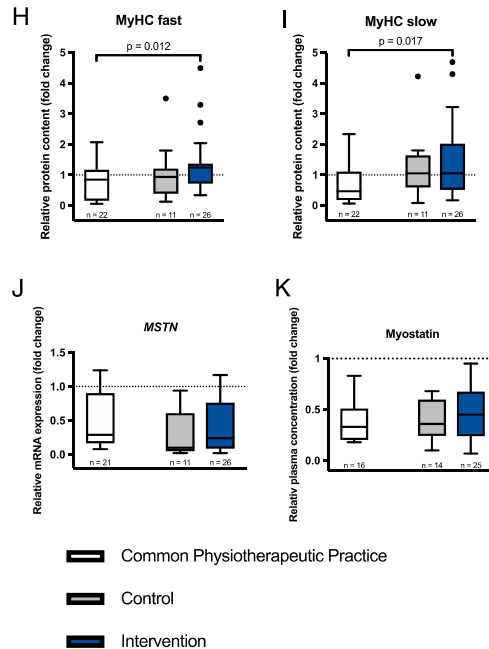 H
MyHC fast
Relative protein content (fold change)
5
4
3
2
1
0
p = 0.012
n = 22
n = 11
n = 26
I
MyHC slow
Relative protein content (fold change)
5
4
3
2
1
0
p = 0.017
n = 22
n = 11
n = 26
J
MSTN
Relative mRNA expression (fold change)
1.5
1.0
0.5
0.0
n = 21
n = 11
n = 26
K
Myostatin
Relativ plasma concentration (fold change)
1
0.5
0.0
n = 16
n = 14
n = 25
Common Physiotherapeutic Practice
Control
Intervention